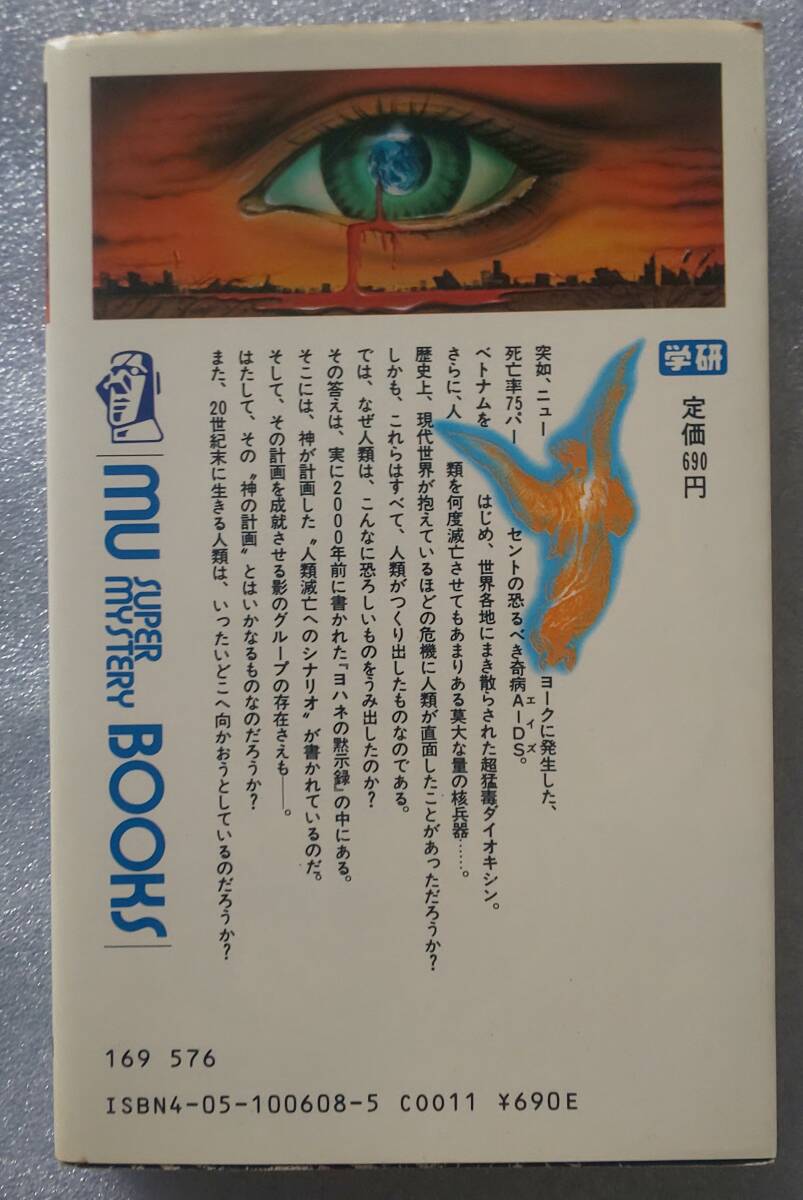 学研
定価690円
突如、ニューヨークに発生した、
死亡率75パーセントの恐るべき奇病AIDS。
エイズ
ベトナムをはじめ、世界各地にまき散らされた超猛毒ダイオキシン。
さらに、人類を何度滅亡させてもあまりある莫大な量の核兵器……。
歴史上、現代世界が抱えているほどの危機に人類が直面したことがあっただろうか?
しかも、これらはすべて、人類がつくり出したものなのである。
では、なぜ人類は、こんなに恐ろしいものをうみ出したのか?
その答えは、実に2000年前に書かれた『ヨハネの黙示録』の中にある。
そこには、神が計画した〝人類滅亡へのシナリオ〟が書かれているのだ。
そして、その計画を成就させる影のグループの存在さえも──。
はたして、その〝神の計画〟とはいかなるものなのだろうか?
また、20世紀末に生きる人類は、いったいどこへ向かおうとしているのだろうか?
MU SUPER MYSTERY BOOKS
169 576
ISBN4-05-100608-5 C0011 ¥690E